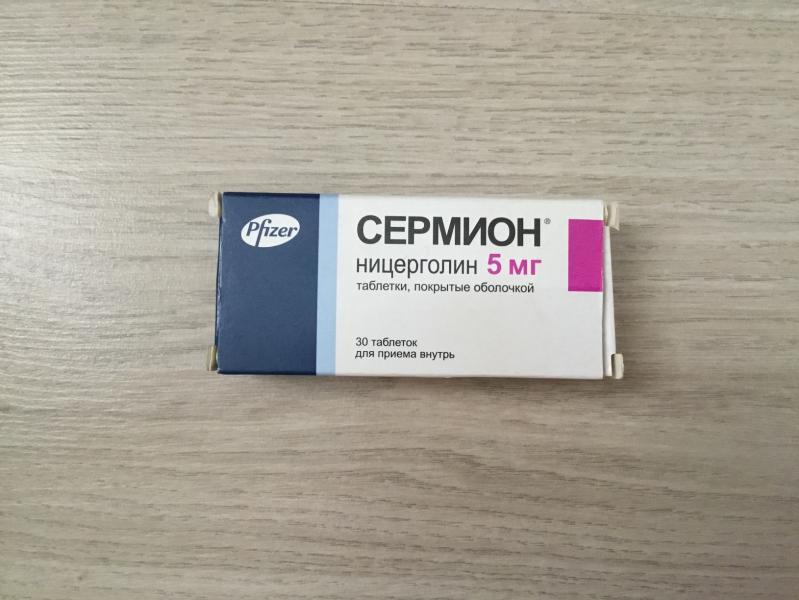 Pfizer
СЕРМИОН®
ницерголин 5 мг
таблетки, покрытые оболочкой
30 таблеток
для приема внутрь